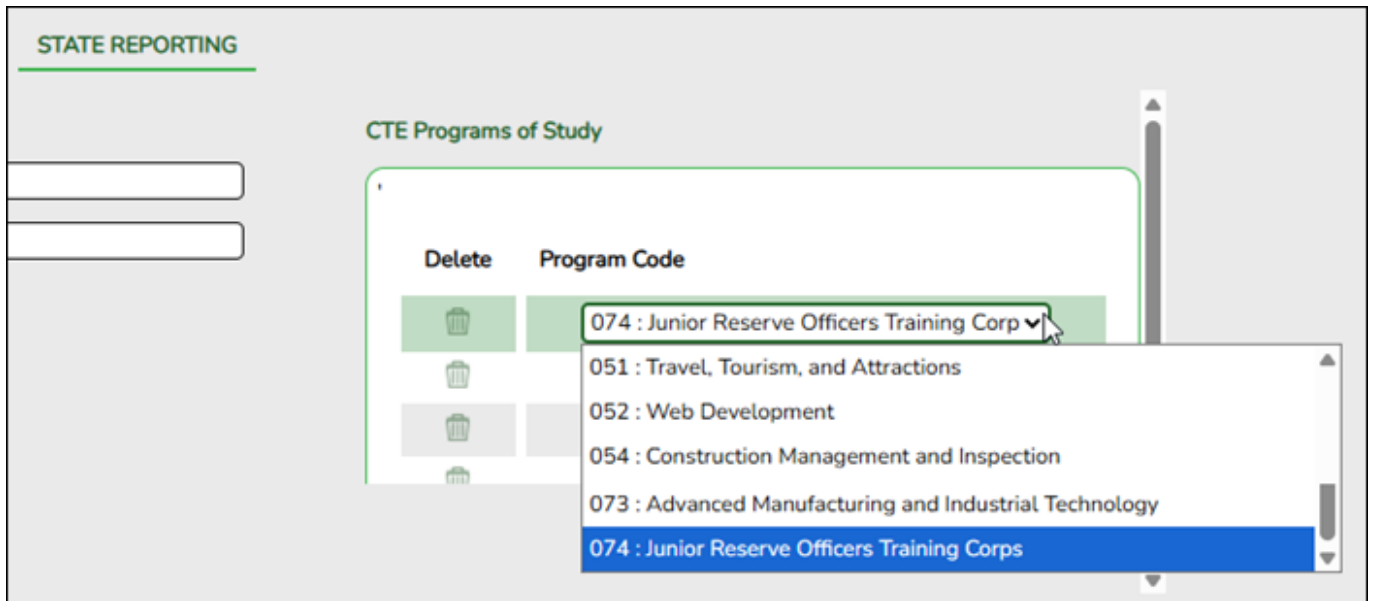 STATE REPORTING
CTE Programs of Study
'
Delete Program Code
074 : Junior Reserve Officers Training Corp
051 : Travel, Tourism, and Attractions
052 : Web Development
054 : Construction Management and Inspection
073 : Advanced Manufacturing and Industrial Technology
074 : Junior Reserve Officers Training Corps